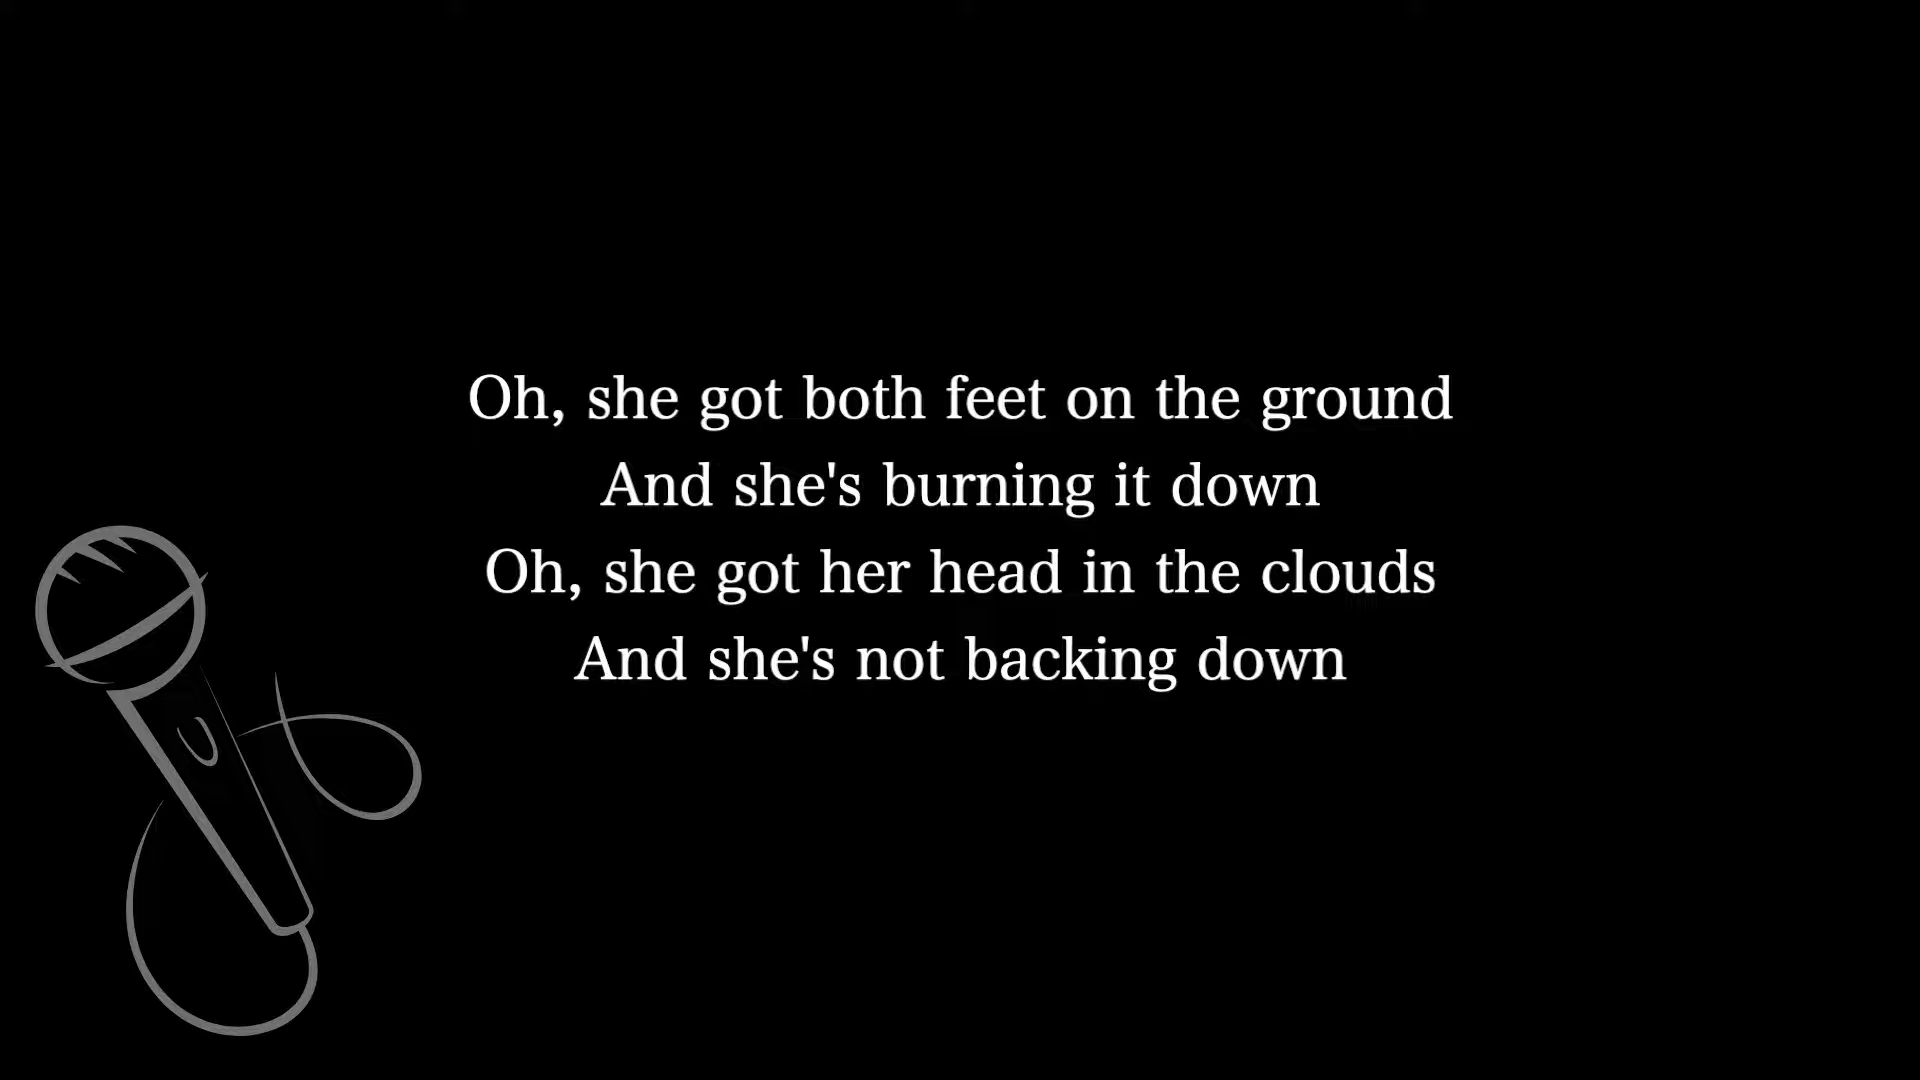 Oh, she got both feet on the ground
And she's burning it down
Oh, she got her head in the clouds
And she's not backing down